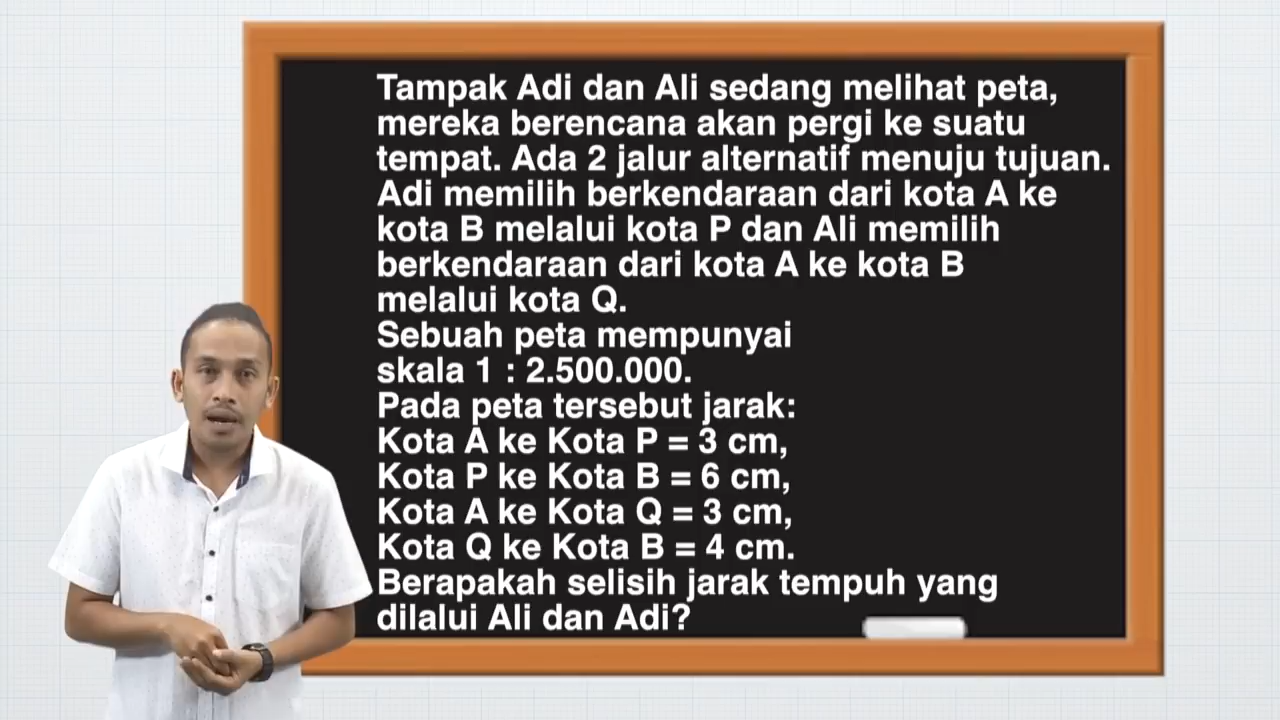 Tampak Adi dan Ali sedang melihat peta,
mereka berencana akan pergi ke suatu
tempat. Ada 2 jalur alternatif menuju tujuan.
Adi memilih berkendaraan dari kota A ke
kota B melalui kota P dan Ali memilih
berkendaraan dari kota A ke kota B
melalui kota Q.
Sebuah peta mempunyai
skala 1 : 2.500.000.
Pada peta tersebut jarak:
Kota A ke Kota P = 3 cm,
Kota P ke Kota B = 6 cm,
Kota A ke Kota Q = 3 cm,
Kota Q ke Kota B = 4 cm.
Berapakah selisih jarak tempuh yang
dilalui Ali dan Adi?